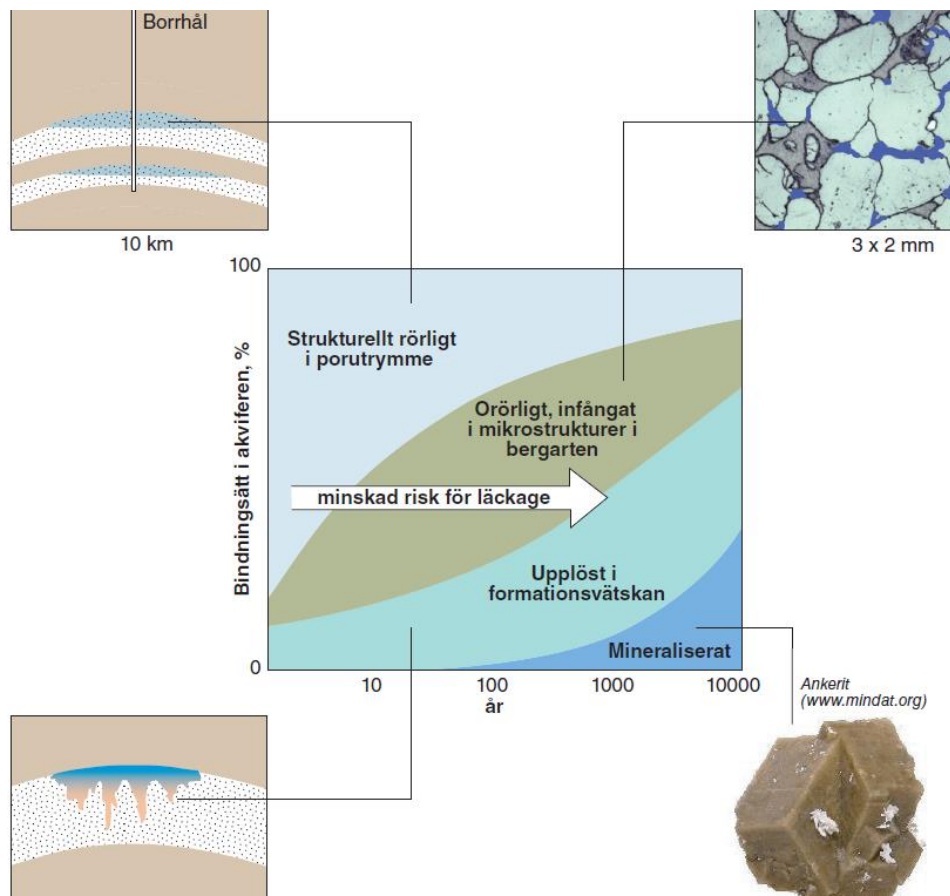 Borrhål
10 km
3 x 2 mm
100
Bindningsätt i akviferen, %
Strukturellt rörligt
i porutrymme
Orörligt, infångat
i mikrostrukturer i
bergarten
minskad risk för läckage
Upplöst i
formationsvätskan
Mineraliserat
0
10 100 1000 10000
år
Ankerit
(www.mindat.org)